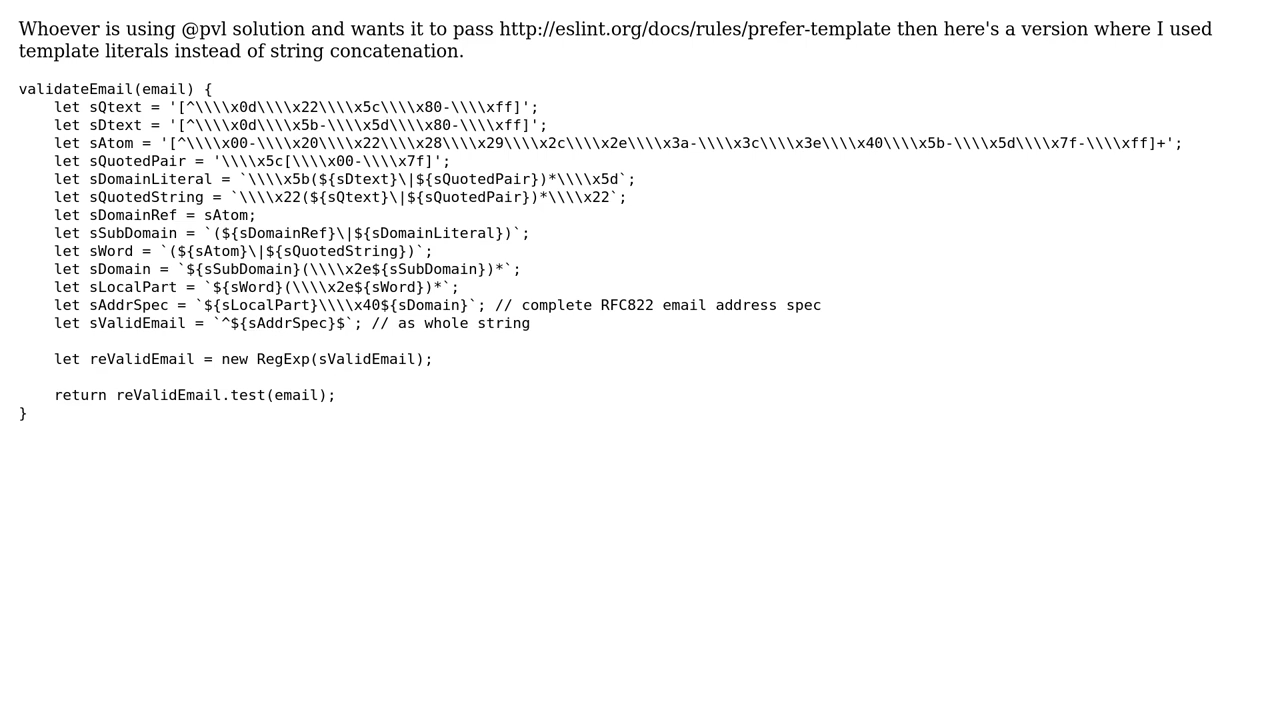 Whoever is using @pvl solution and wants it to pass http://eslint.org/docs/rules/prefer-template then here's a version where I used
template literals instead of string concatenation.
validateEmail(email) {
    let sQtext = '[^\\\\x0d\\\\x22\\\\x5c\\\\x80-\\\\xff]';
    let sDtext = '[^\\\\x0d\\\\x5b-\\\\x5d\\\\x80-\\\\xff]';
    let sAtom = '[^\\\\x00-\\\\x20\\\\x22\\\\x28\\\\x29\\\\x2c\\\\x2e\\\\x3a-\\\\x3c\\\\x3e\\\\x40\\\\x5b-\\\\x5d\\\\x7f-\\\\xff]+';
    let sQuotedPair = '\\\\x5c[\\\\x00-\\\\x7f]';
    let sDomainLiteral = `\\\\x5b(${sDtext}\|${sQuotedPair})*\\\\x5d`;
    let sQuotedString = `\\\\x22(${sQtext}\|${sQuotedPair})*\\\\x22`;
    let sDomainRef = sAtom;
    let sSubDomain = `(${sDomainRef}\|${sDomainLiteral})`;
    let sWord = `(${sAtom}\|${sQuotedString})`;
    let sDomain = `${sSubDomain}(\\\\x2e${sSubDomain})*`;
    let sLocalPart = `${sWord}(\\\\x2e${sWord})*`;
    let sAddrSpec = `${sLocalPart}\\\\x40${sDomain}`; // complete RFC822 email address spec
    let sValidEmail = `^${sAddrSpec}$`; // as whole string
    let reValidEmail = new RegExp(sValidEmail);
    return reValidEmail.test(email);
}